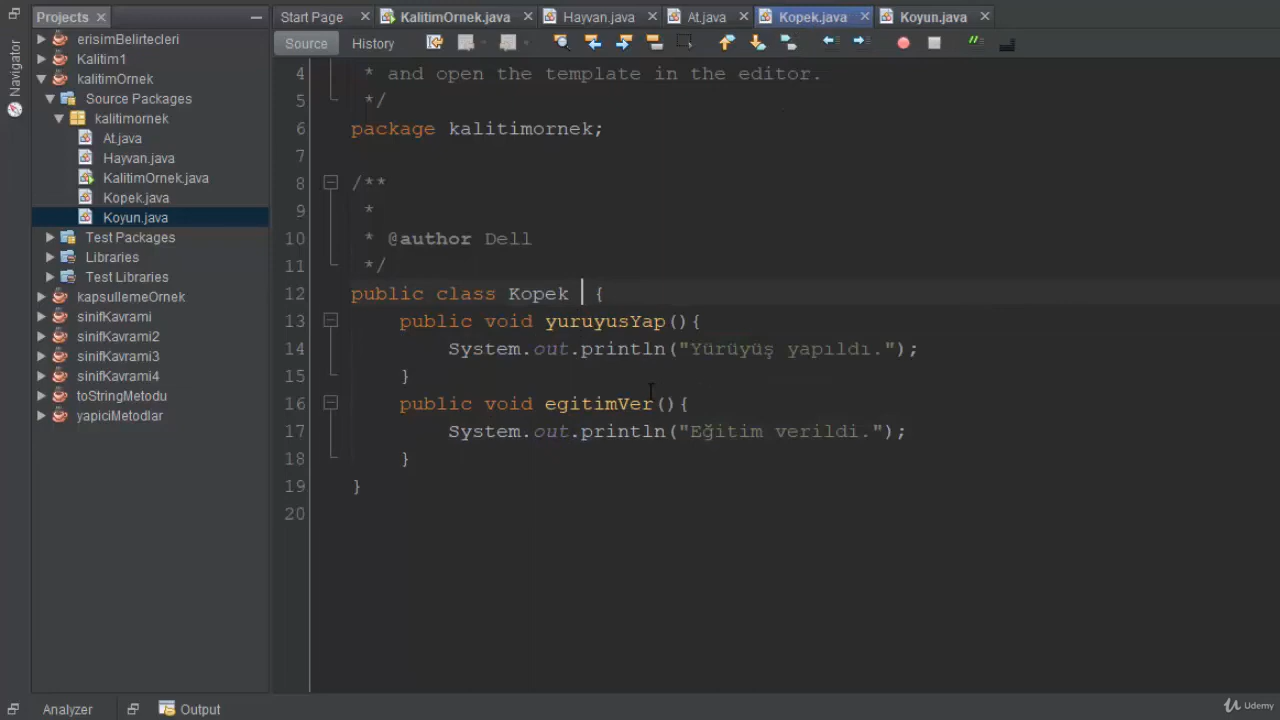 Projects
Start Page
KalitimOrnek.java
Hayvan.java
At.java
Kopek.java
Koyun.java
Navigator
erisimBelirtecleri
Kalitim1
kalitimOrnek
Source Packages
kalitimornek
At.java
Hayvan.java
KalitimOrnek.java
Kopek.java
Koyun.java
Test Packages
Libraries
Test Libraries
kapsullemeOrnek
sinifKavrami
sinifKavrami2
sinifKavrami3
sinifKavrami4
toStringMetodu
yapiciMetodlar
Source
History
4 * and open the template in the editor.
5 */
6 package kalitimornek;
7
8 /**
9 *
10 * @author Dell
11 */
12 public class Kopek {
13 public void yuruyusYap(){
14 System.out.println("Yürüyüş yapıldı.");
15 }
16 public void egitimVer(){
17 System.out.println("Eğitim verildi.");
18 }
19 }
20
Analyzer
Output
Udemy